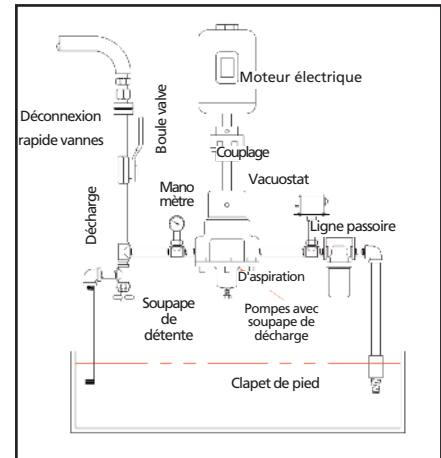 Moteur électrique
Déconnexion
rapide vannes
Boule valve
Couplage
Vacuostat
Mano
mètre
Ligne passoire
Décharge
D'aspiration
Soupape
de
détente
Pompes avec
soupape de
décharge
Clapet de pied